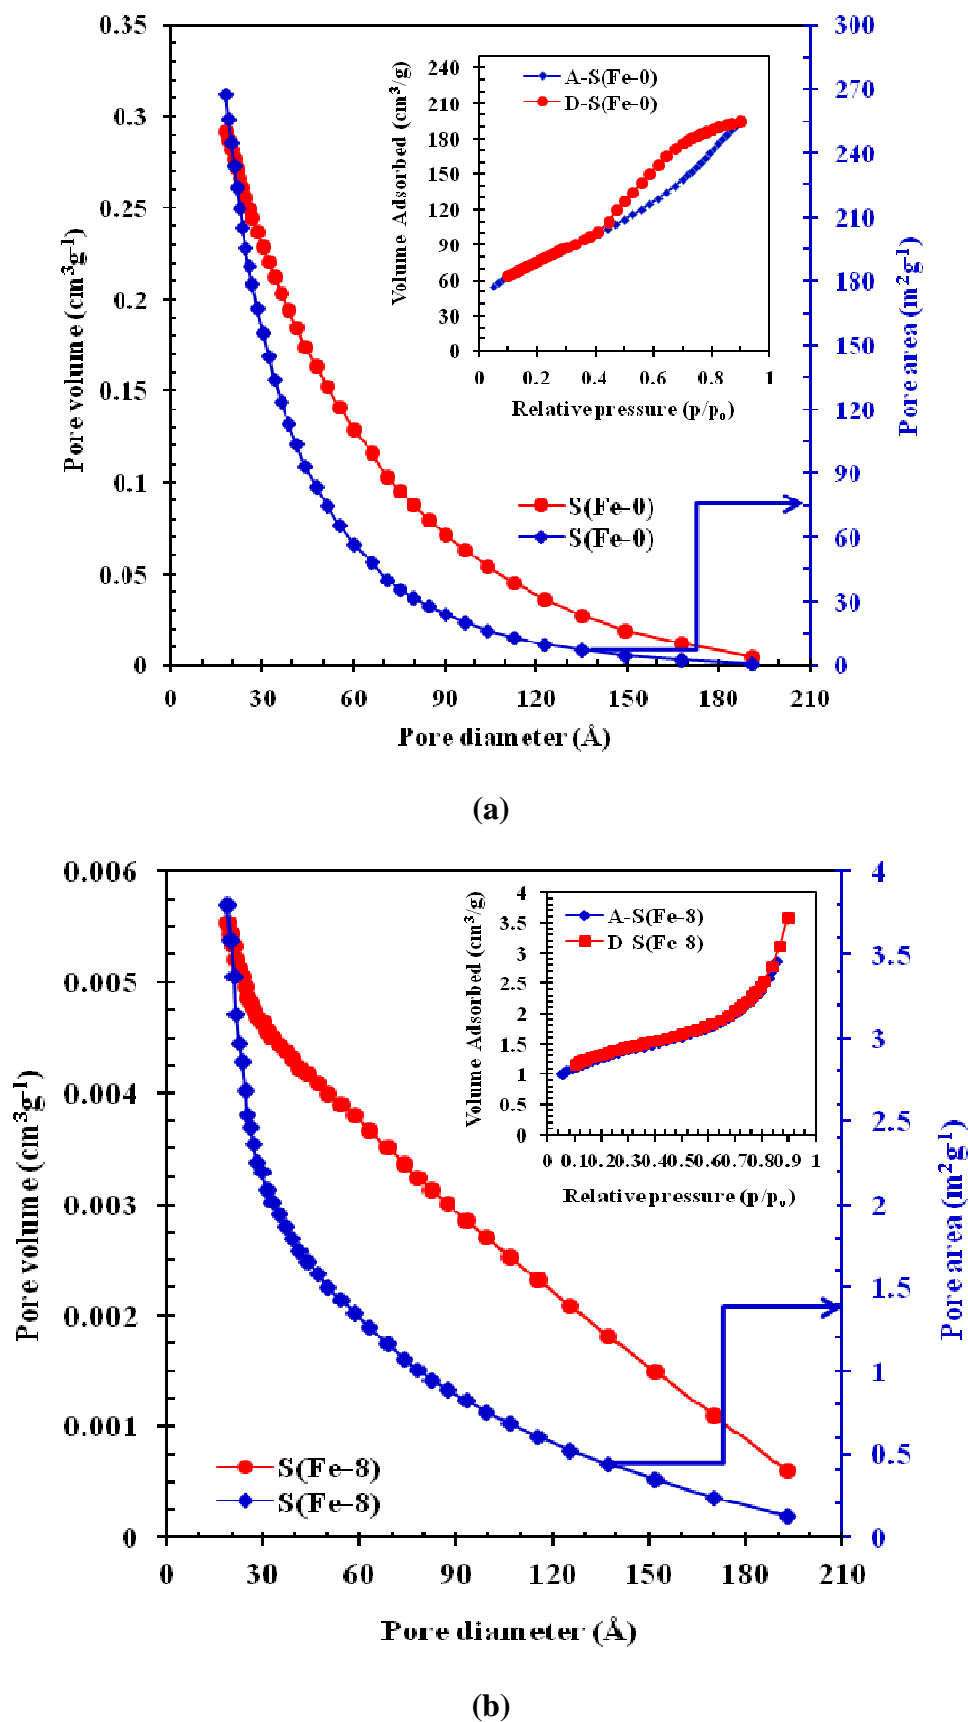 0.35
0.3
0.25
0.2
0.15
0.1
0.05
0
Pore volume (cm³g⁻¹)
300
270
240
210
180
150
120
90
60
30
0
Pore area (m²g⁻¹)
0 30 60 90 120 150 180 210
Pore diameter (Å)
A-S(Fe-0)
D-S(Fe-0)
240
210
180
150
120
90
60
30
0
Volume Adsorbed (cm³/g)
0 0.2 0.4 0.6 0.8 1
Relative pressure (p/pₒ)
S(Fe-0)
S(Fe-0)
(a)
0.006
0.005
0.004
0.003
0.002
0.001
0
Pore volume (cm³g⁻¹)
4
3.5
3
2.5
2
1.5
1
0.5
0
Pore area (m²g⁻¹)
A-S(Fe-8)
D-S(Fe-8)
4
3.5
3
2.5
2
1.5
1
0.5
0
Volume Adsorbed (cm³/g)
0 0.10.20.30.40.50.60.70.80.9 1
Relative pressure (p/pₒ)
S(Fe-8)
S(Fe-8)
0 30 60 90 120 150 180 210
Pore diameter (Å)
(b)